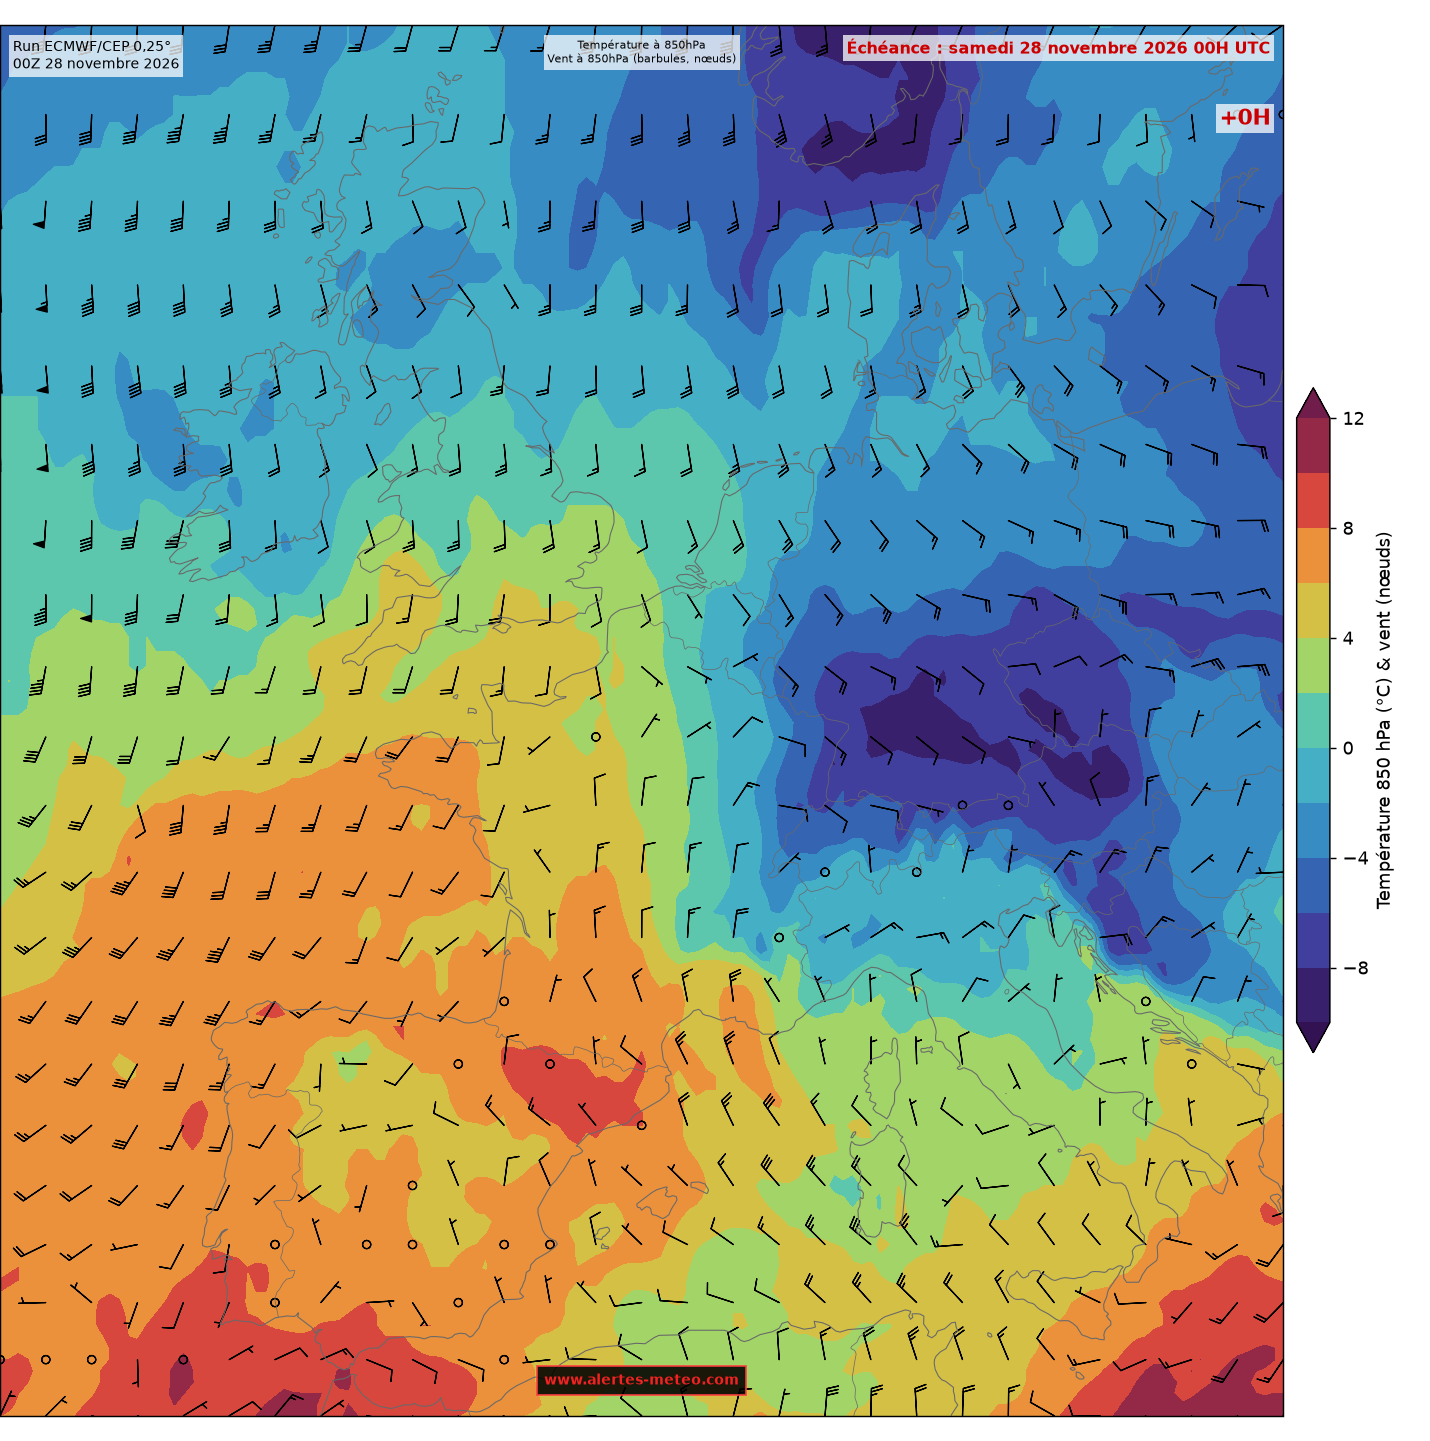 Run ECMWF/CEP 0,25°
00Z 28 novembre 2026
Température à 850hPa
Vent à 850hPa (barbules, nœuds)
Échéance : samedi 28 novembre 2026 00H UTC
+0H
12
8
4
0
−4
−8
Température 850 hPa (°C) & vent (nœuds)
www.alertes-meteo.com